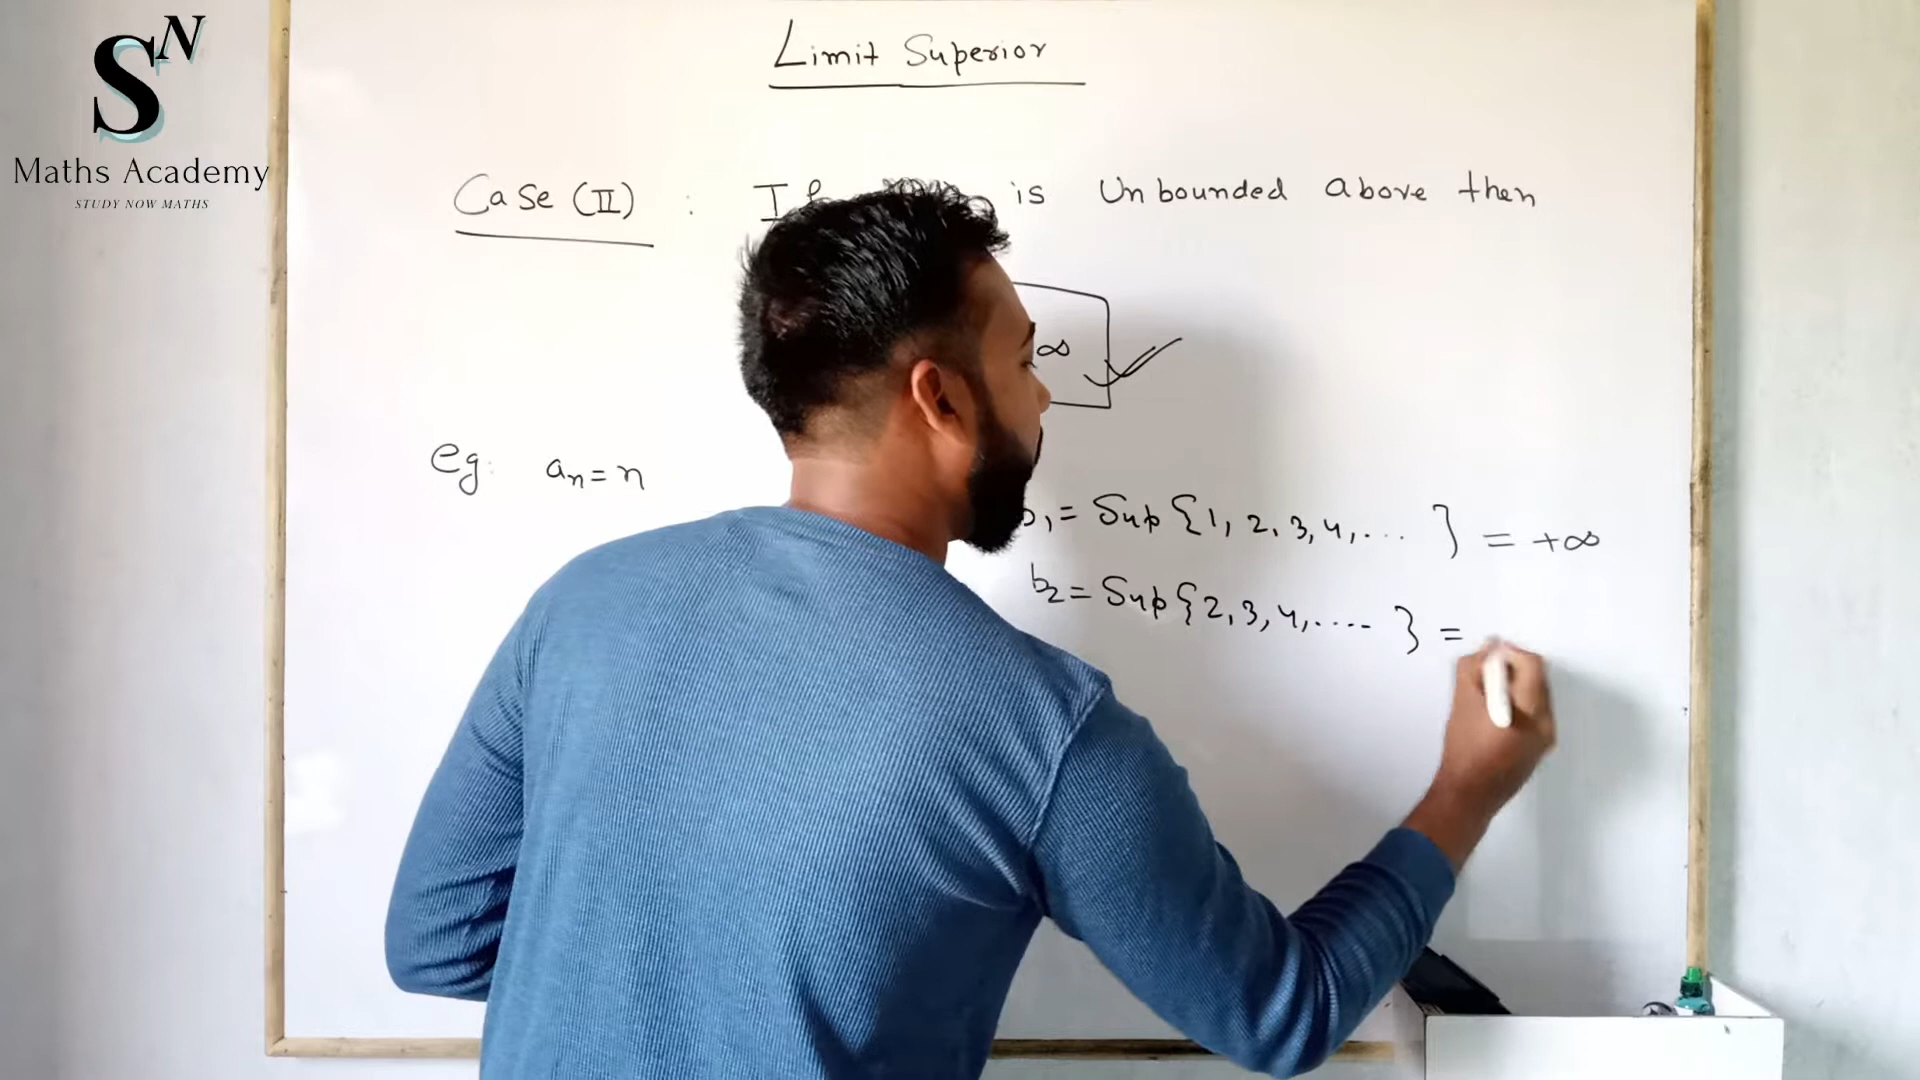 SN
Maths Academy
STUDY NOW MATHS
Limit Superior
Case (II) : If is Unbounded above then
∞
eg. aₙ = n
b₁ = Sup{1, 2, 3, 4, ... } = +∞
b₂ = Sup{2, 3, 4, .... } =